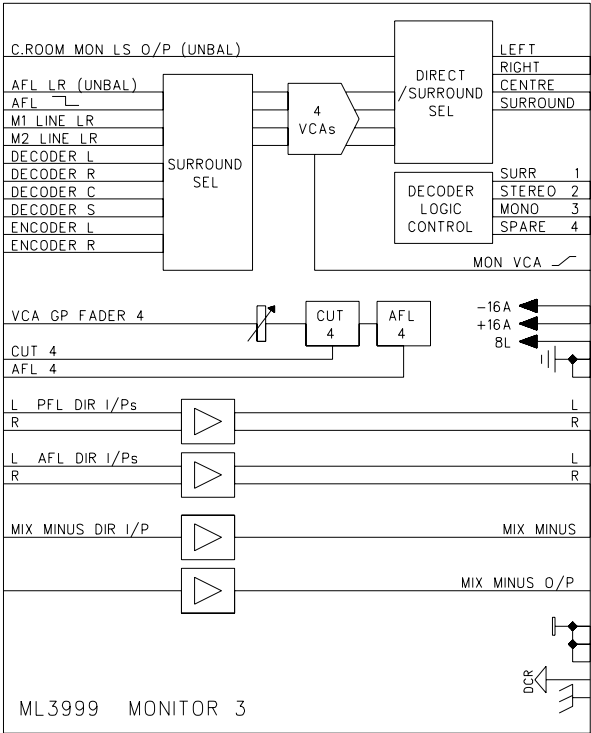 C.ROOM MON LS O/P (UNBAL)
AFL LR (UNBAL)
AFL
M1 LINE LR
M2 LINE LR
DECODER L
DECODER R
DECODER C
DECODER S
ENCODER L
ENCODER R
SURROUND
SEL
4
VCAs
DIRECT
/SURROUND
SEL
LEFT
RIGHT
CENTRE
SURROUND
DECODER
LOGIC
CONTROL
SURR 1
STEREO 2
MONO 3
SPARE 4
MON VCA
VCA GP FADER 4
CUT
4
AFL
4
CUT 4
AFL 4
-16A
+16A
8L
L PFL DIR I/Ps L
R R
L AFL DIR I/Ps L
R R
MIX MINUS DIR I/P MIX MINUS
MIX MINUS O/P
DCR
ML3999 MONITOR 3